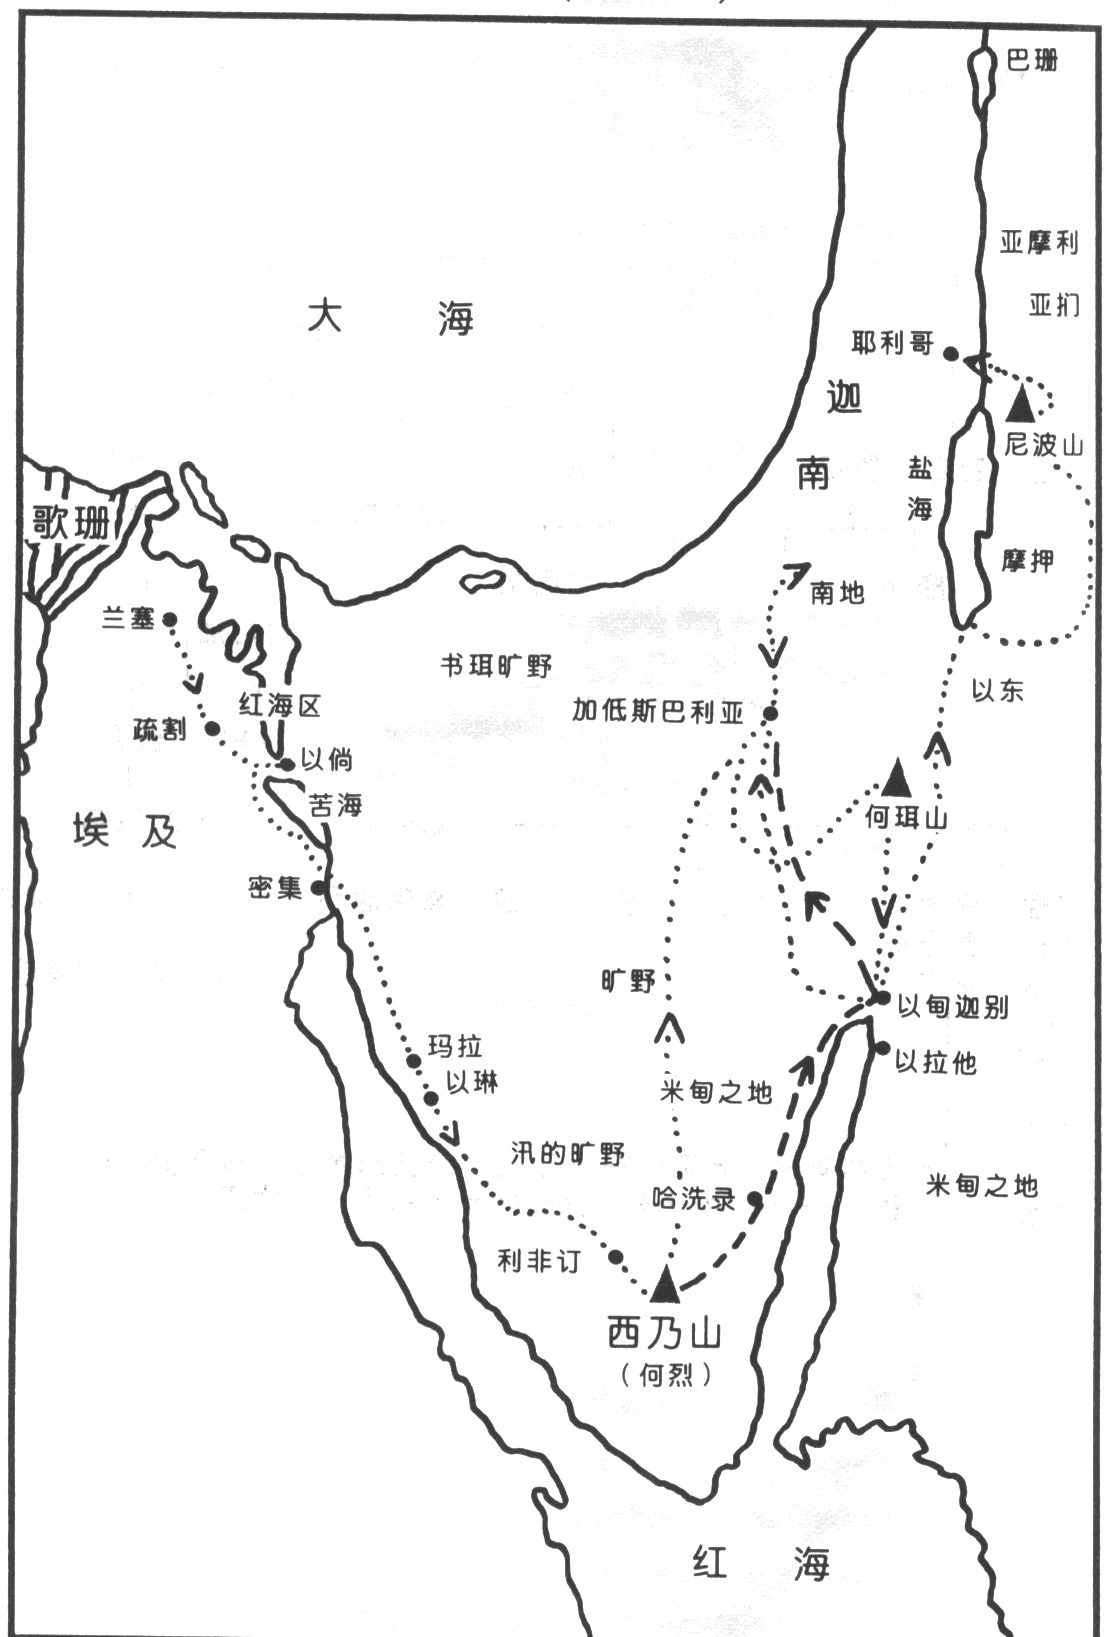 巴珊
亚摩利
亚扪
大海
耶利哥
迦南
尼波山
盐海
歌珊
摩押
南地
兰塞
书珥旷野
以东
红海区
加低斯巴利亚
疏割
以倘
苦海
埃及
何珥山
密集
旷野
以甸迦别
玛拉
以拉他
以琳
米甸之地
汛的旷野
米甸之地
哈洗录
利非订
西乃山
（何烈）
红海